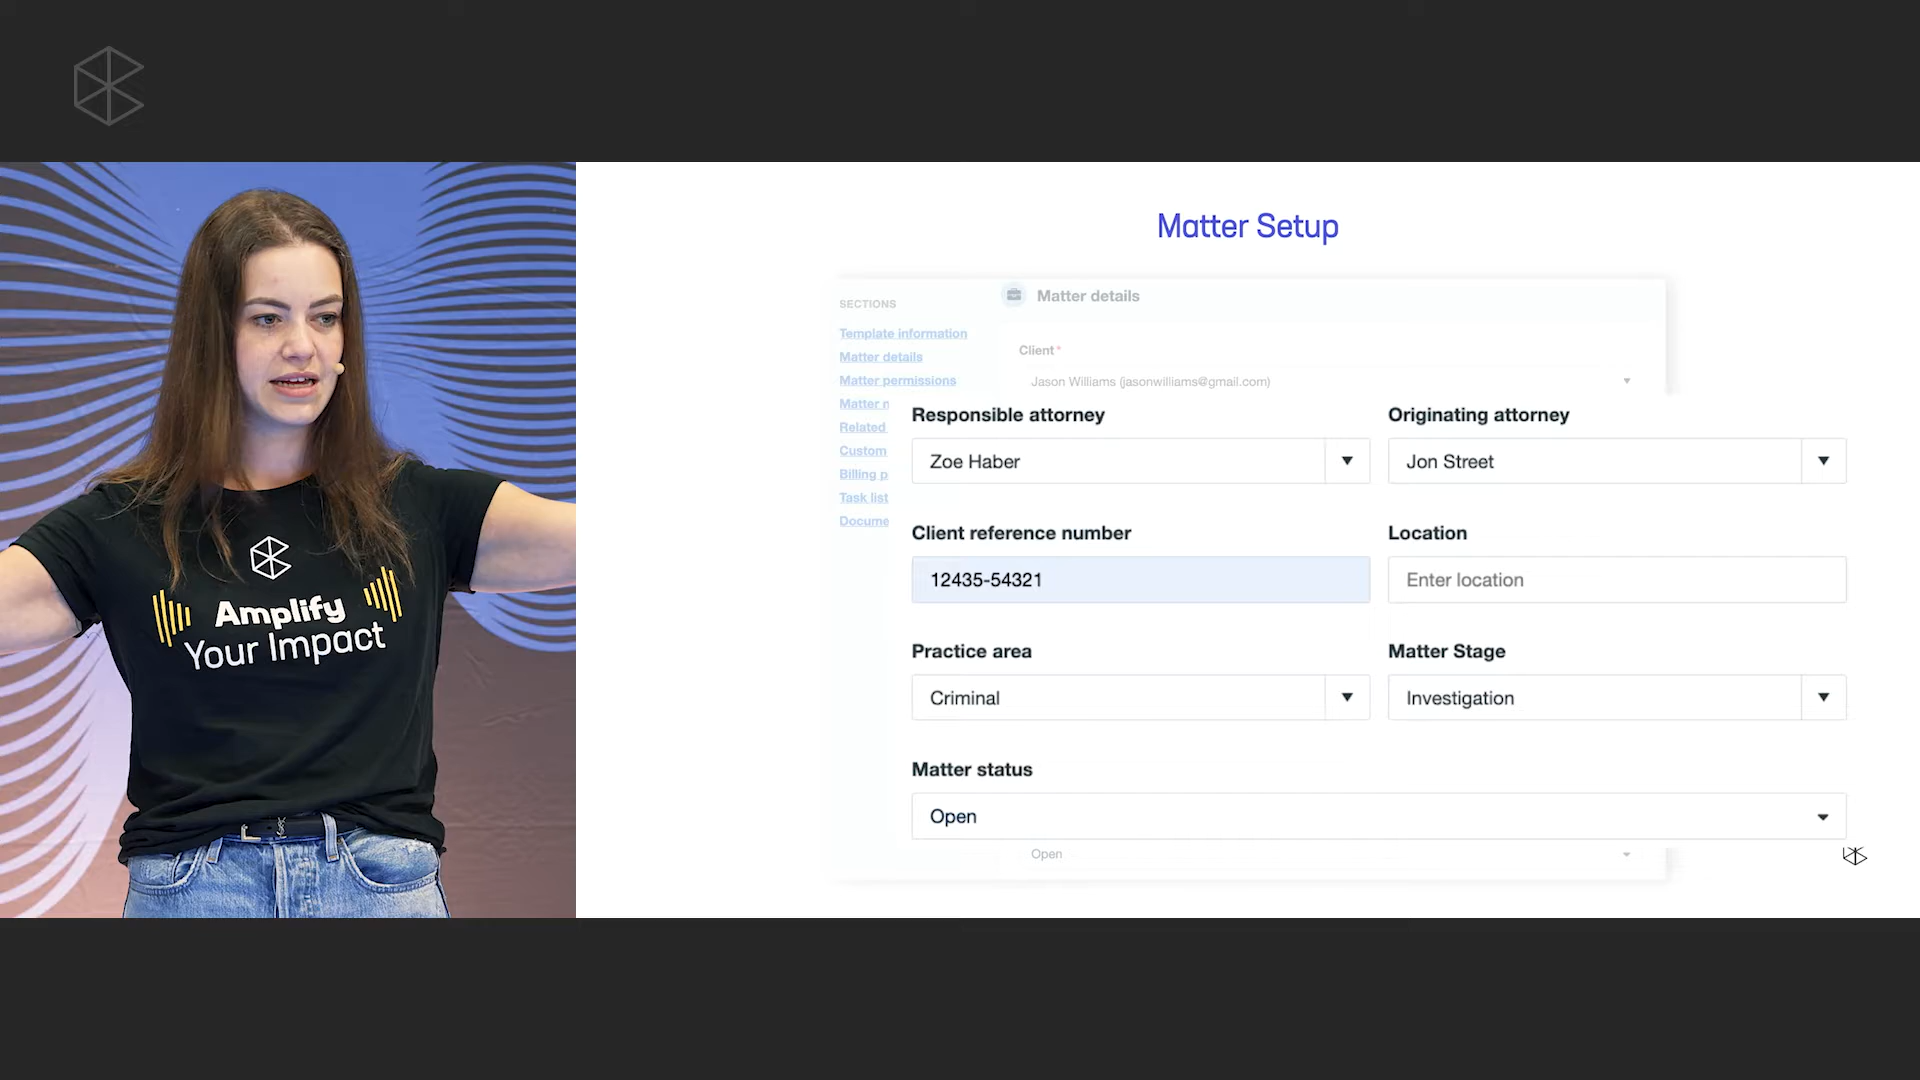 Amplify
Your Impact
Matter Setup
SECTIONS
Template information
Matter details
Matter permissions
Matter
Related
Custom
Billing
Task list
Matter details
Client*
Jason Williams (jasonwilliams@gmail.com)
Responsible attorney
Zoe Haber
Originating attorney
Jon Street
Client reference number
12435-54321
Location
Enter location
Practice area
Criminal
Matter Stage
Investigation
Matter status
Open
Open